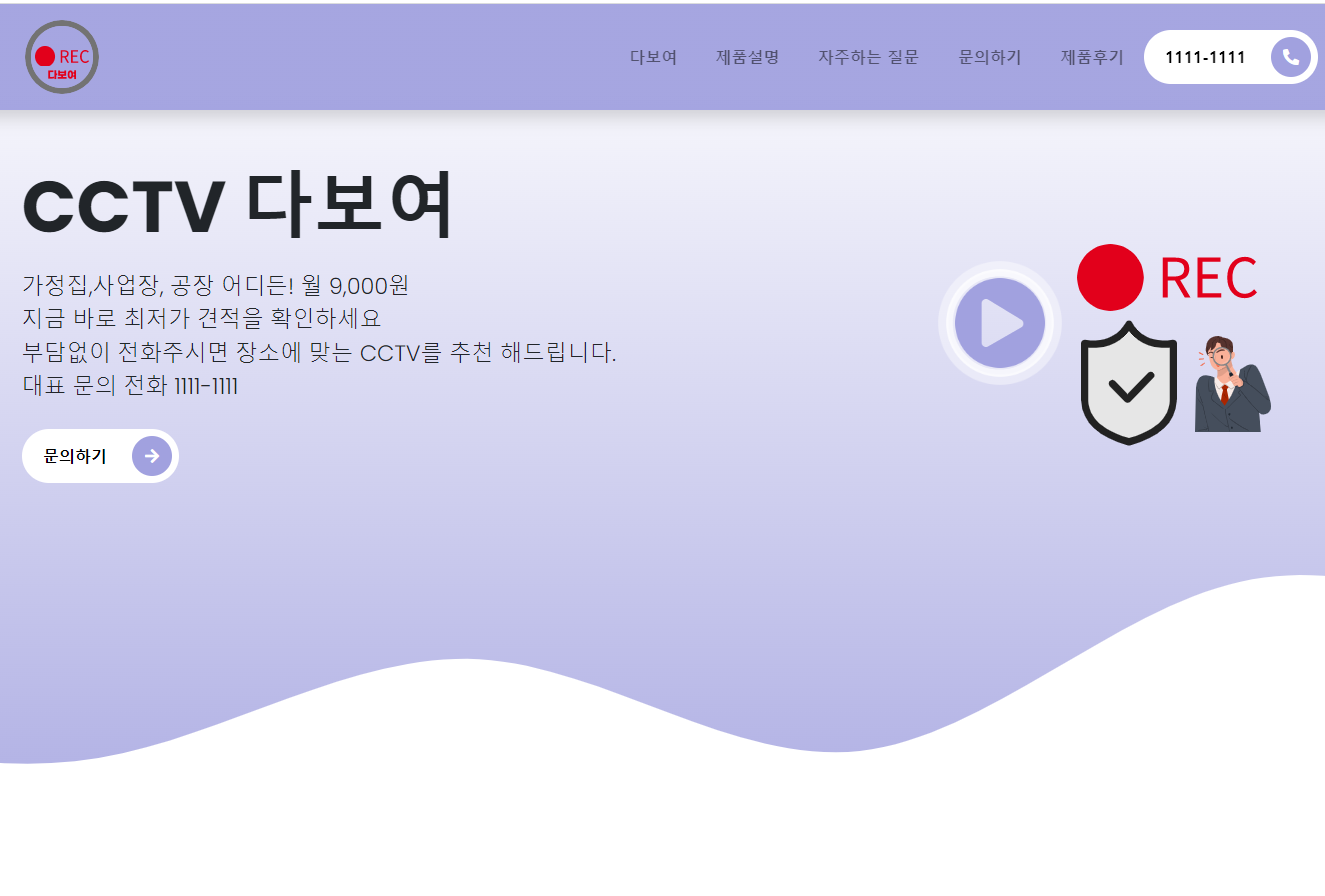 REC
다보여
다보여
제품설명
자주하는 질문
문의하기
제품후기
1111-1111
CCTV 다보여
가정집,사업장, 공장 어디든! 월 9,000원
지금 바로 최저가 견적을 확인하세요
부담없이 전화주시면 장소에 맞는 CCTV를 추천 해드립니다.
대표 문의 전화 1111-1111
문의하기
REC